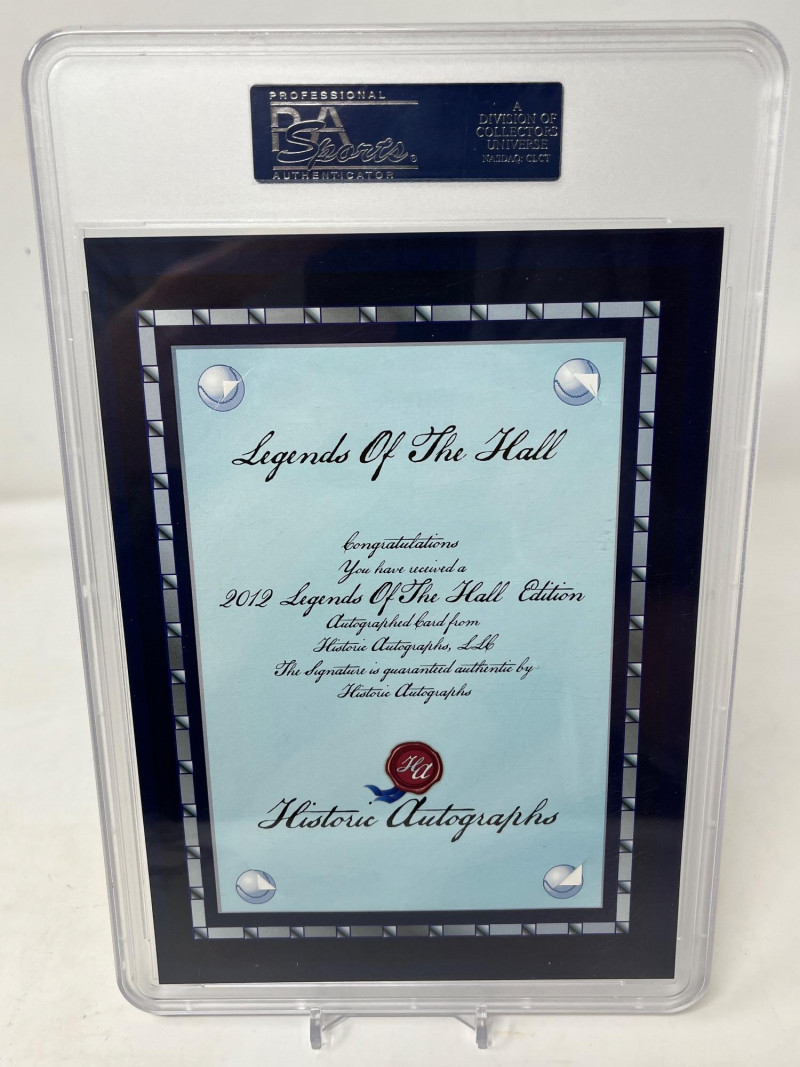 PROFESSIONAL
PSA
Sports
AUTHENTICATOR
A
DIVISION OF
COLLECTORS
UNIVERSE
NASDAQ: CLCT
Legends Of The Hall
Congratulations
You have received a
2012 Legends Of The Hall Edition
Autographed Card from
Historic Autographs, LLC
The Signature is guaranteed authentic by
Historic Autographs
HA
Historic Autographs